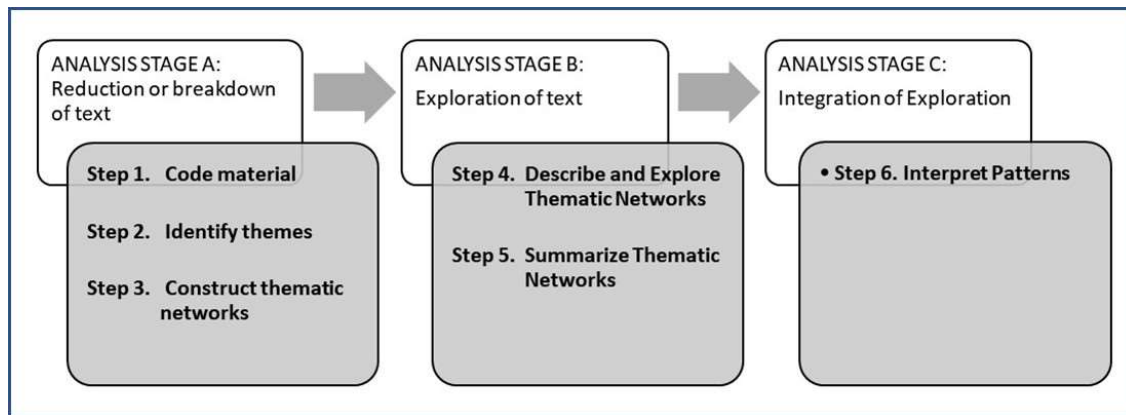 ANALYSIS STAGE A:
Reduction or breakdown
of text
Step 1. Code material
Step 2. Identify themes
Step 3. Construct thematic
networks
ANALYSIS STAGE B:
Exploration of text
Step 4. Describe and Explore
Thematic Networks
Step 5. Summarize Thematic
Networks
ANALYSIS STAGE C:
Integration of Exploration
• Step 6. Interpret Patterns